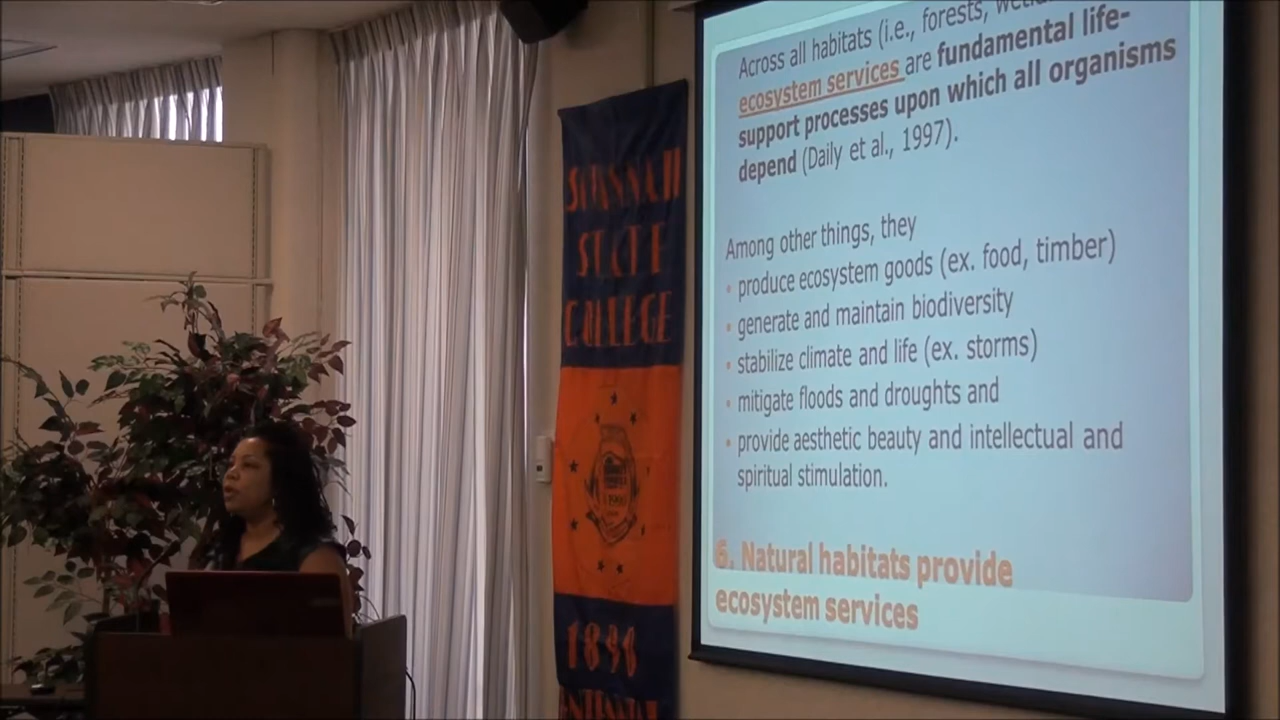 SAVANNAH
STATE
COLLEGE
Across all habitats (i.e., forests,
ecosystem services are fundamental life-
support processes upon which all organisms
depend (Daily et al., 1997).
Among other things, they
• produce ecosystem goods (ex. food, timber)
• generate and maintain biodiversity
• stabilize climate and life (ex. storms)
• mitigate floods and droughts and
• provide aesthetic beauty and intellectual and
spiritual stimulation.
6. Natural habitats provide
ecosystem services